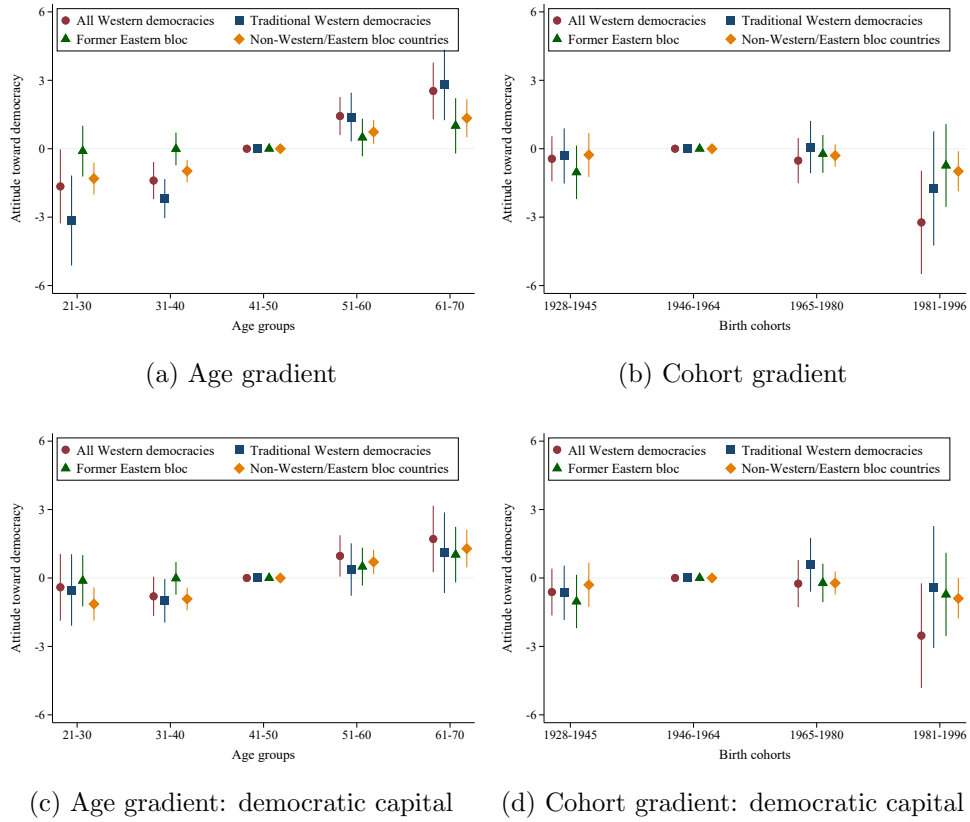 6
3
0
-3
-6
Attitude toward democracy
All Western democracies
Traditional Western democracies
Former Eastern bloc
Non-Western/Eastern bloc countries
21-30
31-40
41-50
51-60
61-70
Age groups
(a) Age gradient
6
3
0
-3
-6
Attitude toward democracy
All Western democracies
Traditional Western democracies
Former Eastern bloc
Non-Western/Eastern bloc countries
1928-1945
1946-1964
1965-1980
1981-1996
Birth cohorts
(b) Cohort gradient
6
3
0
-3
-6
Attitude toward democracy
All Western democracies
Traditional Western democracies
Former Eastern bloc
Non-Western/Eastern bloc countries
21-30
31-40
41-50
51-60
61-70
Age groups
(c) Age gradient: democratic capital
6
3
0
-3
-6
Attitude toward democracy
All Western democracies
Traditional Western democracies
Former Eastern bloc
Non-Western/Eastern bloc countries
1928-1945
1946-1964
1965-1980
1981-1996
Birth cohorts
(d) Cohort gradient: democratic capital